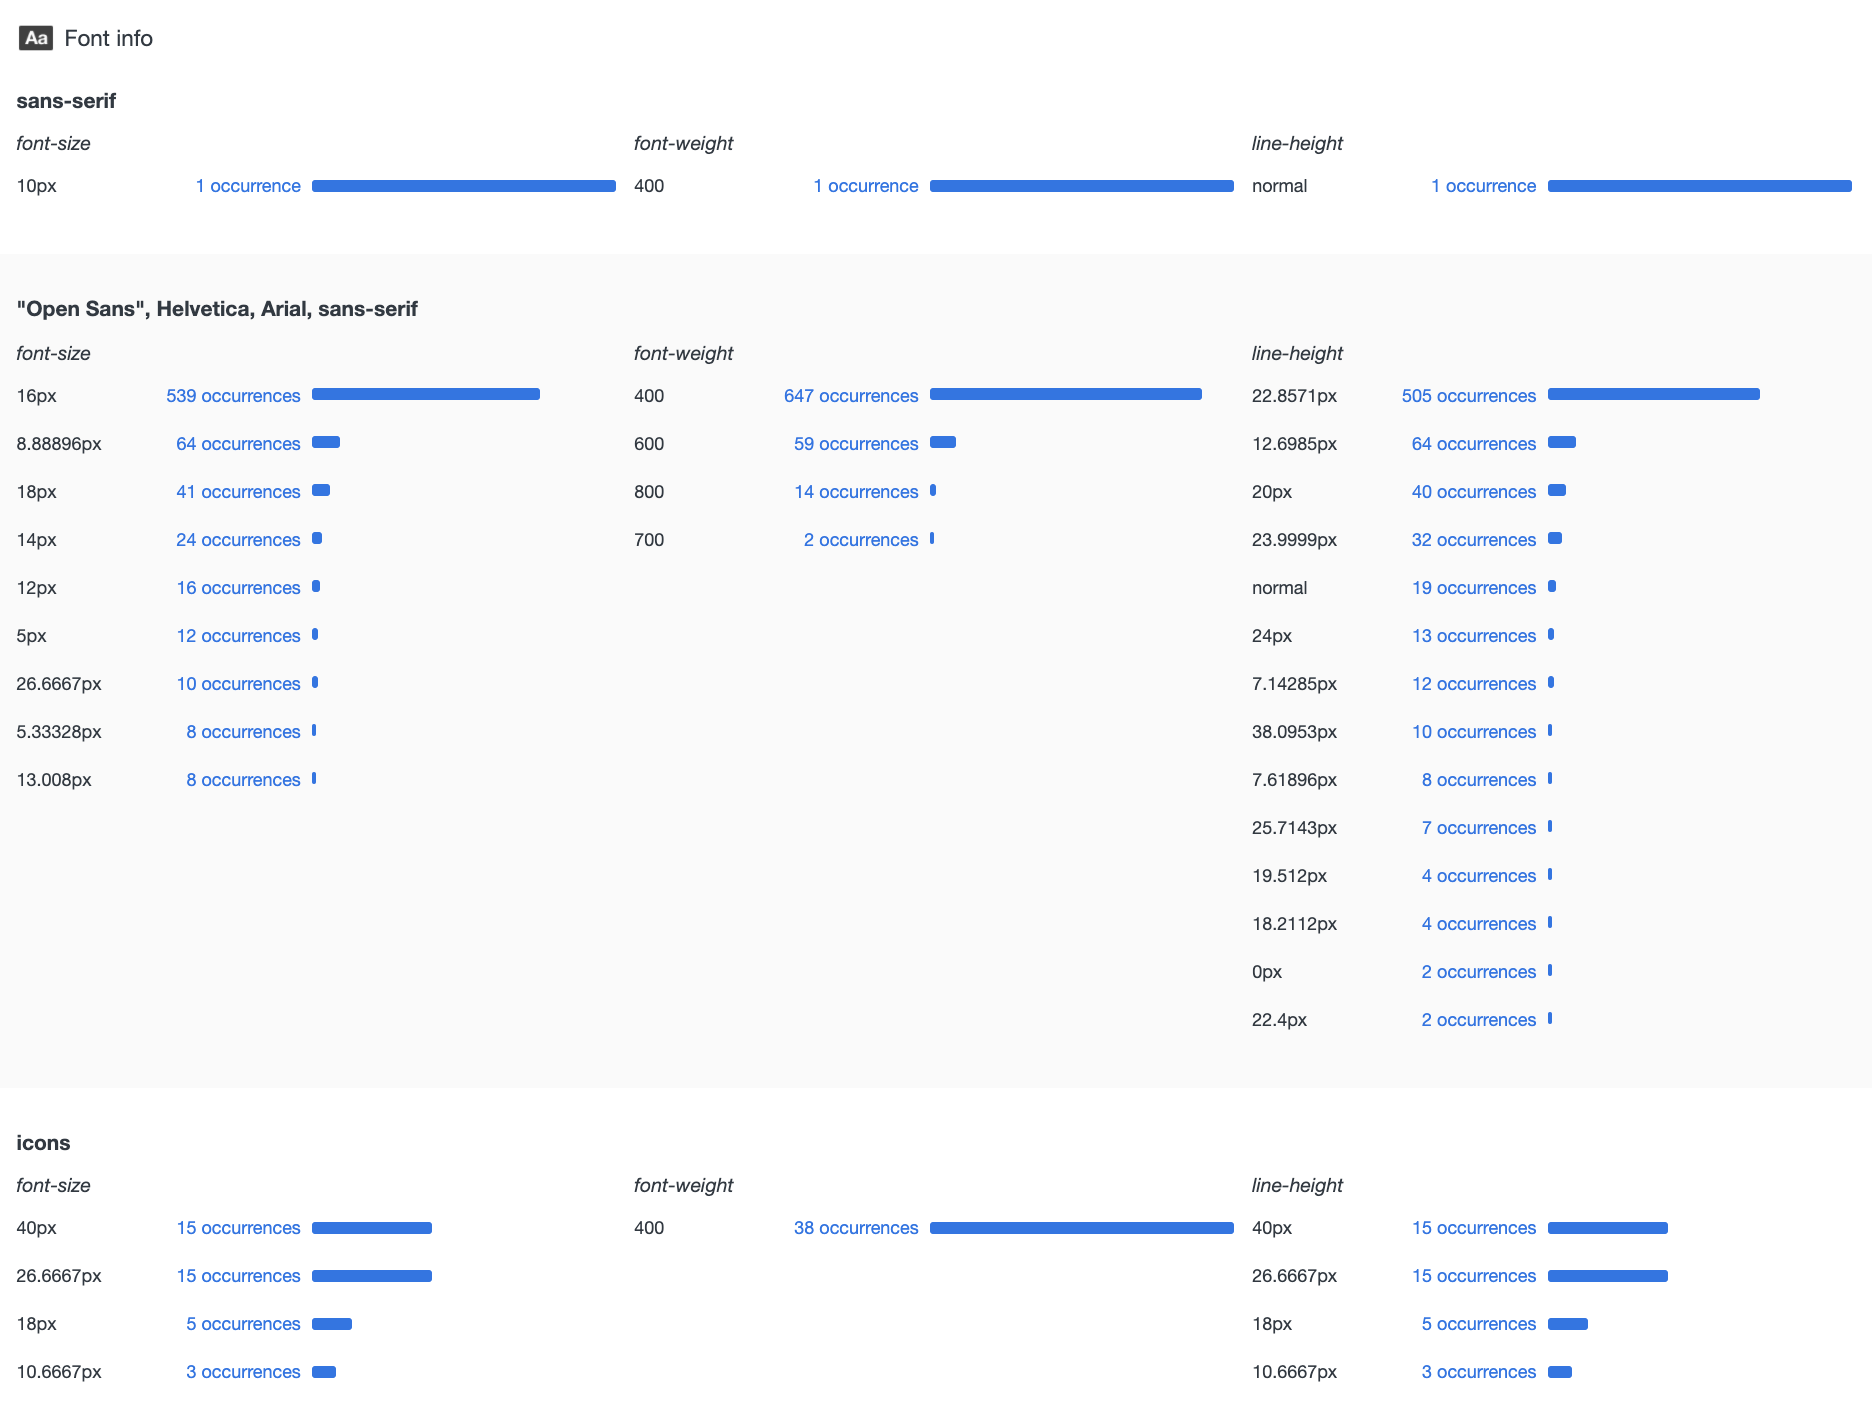 Aa Font info
sans-serif
font-size font-weight line-height
10px 1 occurrence 400 1 occurrence normal 1 occurrence
"Open Sans", Helvetica, Arial, sans-serif
font-size font-weight line-height
16px 539 occurrences 400 647 occurrences 22.8571px 505 occurrences
8.88896px 64 occurrences 600 59 occurrences 12.6985px 64 occurrences
18px 41 occurrences 800 14 occurrences 20px 40 occurrences
14px 24 occurrences 700 2 occurrences 23.9999px 32 occurrences
12px 16 occurrences normal 19 occurrences
5px 12 occurrences 24px 13 occurrences
26.6667px 10 occurrences 7.14285px 12 occurrences
5.33328px 8 occurrences 38.0953px 10 occurrences
13.008px 8 occurrences 7.61896px 8 occurrences
25.7143px 7 occurrences
19.512px 4 occurrences
18.2112px 4 occurrences
0px 2 occurrences
22.4px 2 occurrences
icons
font-size font-weight line-height
40px 15 occurrences 400 38 occurrences 40px 15 occurrences
26.6667px 15 occurrences 26.6667px 15 occurrences
18px 5 occurrences 18px 5 occurrences
10.6667px 3 occurrences 10.6667px 3 occurrences